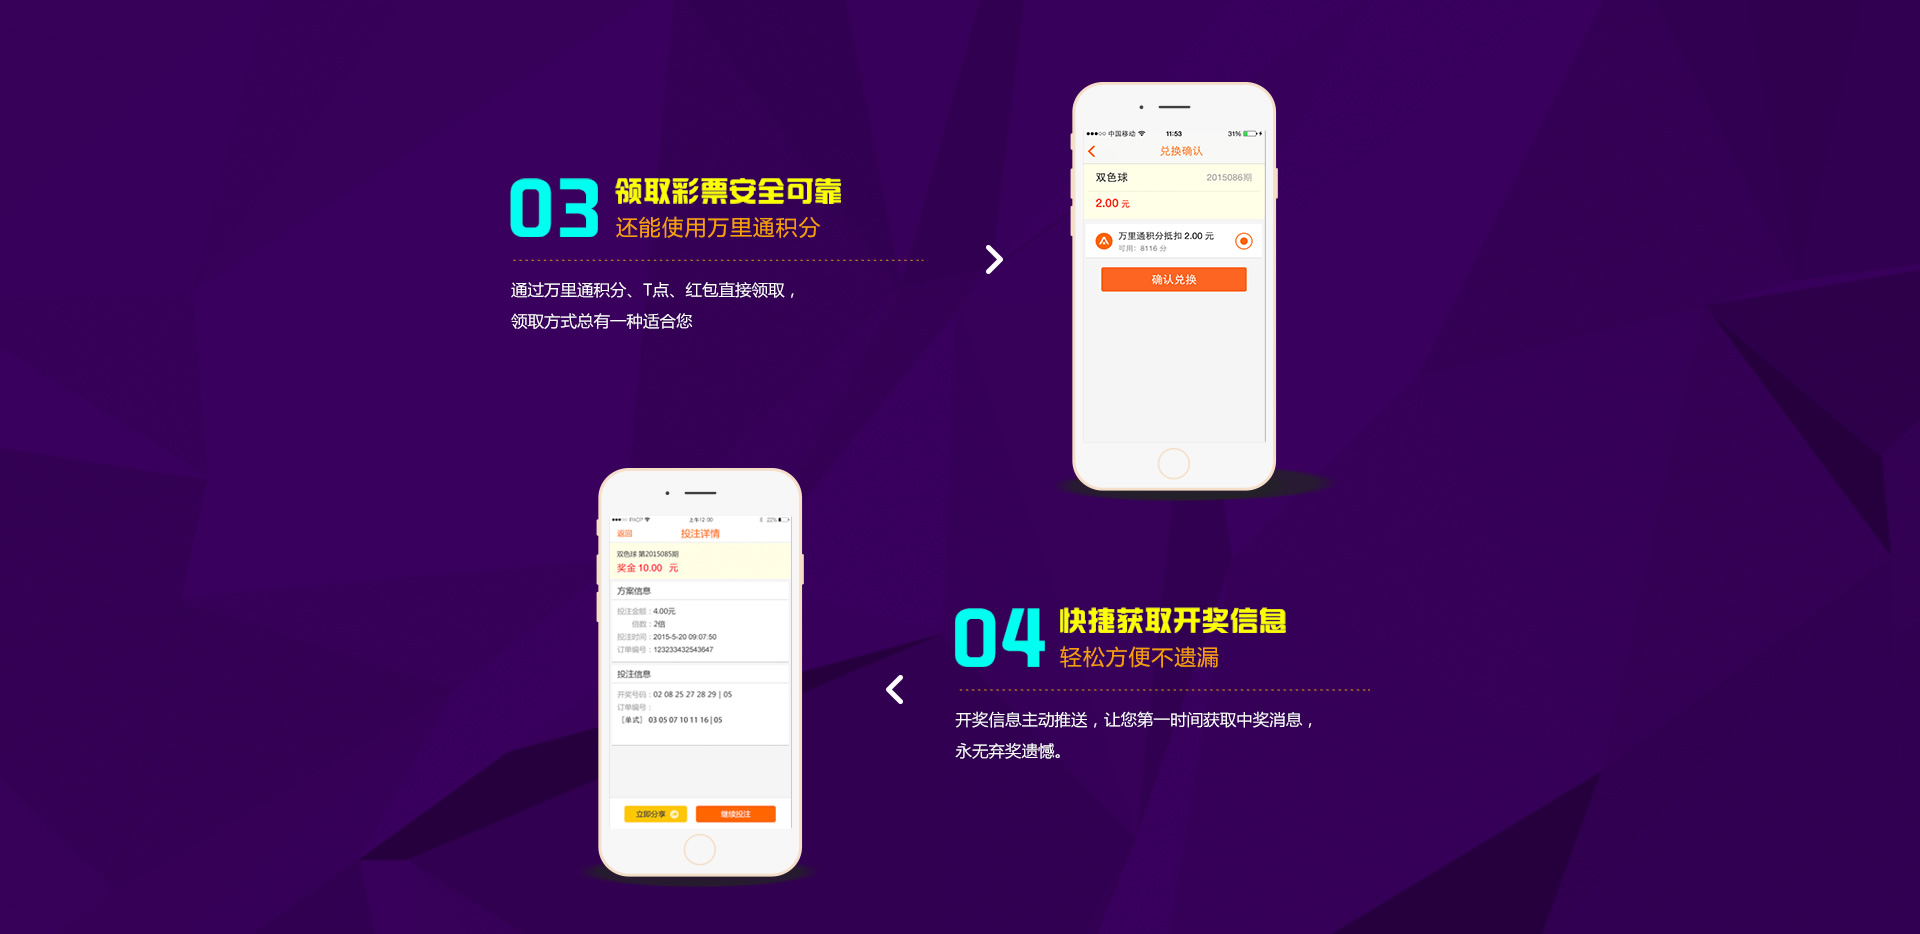 03
领取彩票安全可靠
还能使用万里通积分
通过万里通积分、T点、红包直接领取，
领取方式总有一种适合您
中国移动 11:53 31%
兑换确认
双色球 2015086期
2.00 元
万里通积分抵扣 2.00 元
可用：8116 分
确认兑换
上午12:00 22%
返回 投注详情
双色球 第2015085期
奖金 10.00 元
方案信息
投注金额：4.00元
倍数：2倍
投注时间：2015-5-20 09:07:50
订单编号：123233432543647
投注信息
开奖号码：02 08 25 27 28 29 | 05
订单编号：
［单式］ 03 05 07 10 11 16 | 05
立即分享 继续投注
04
快捷获取开奖信息
轻松方便不遗漏
开奖信息主动推送，让您第一时间获取中奖消息，
永无弃奖遗憾。